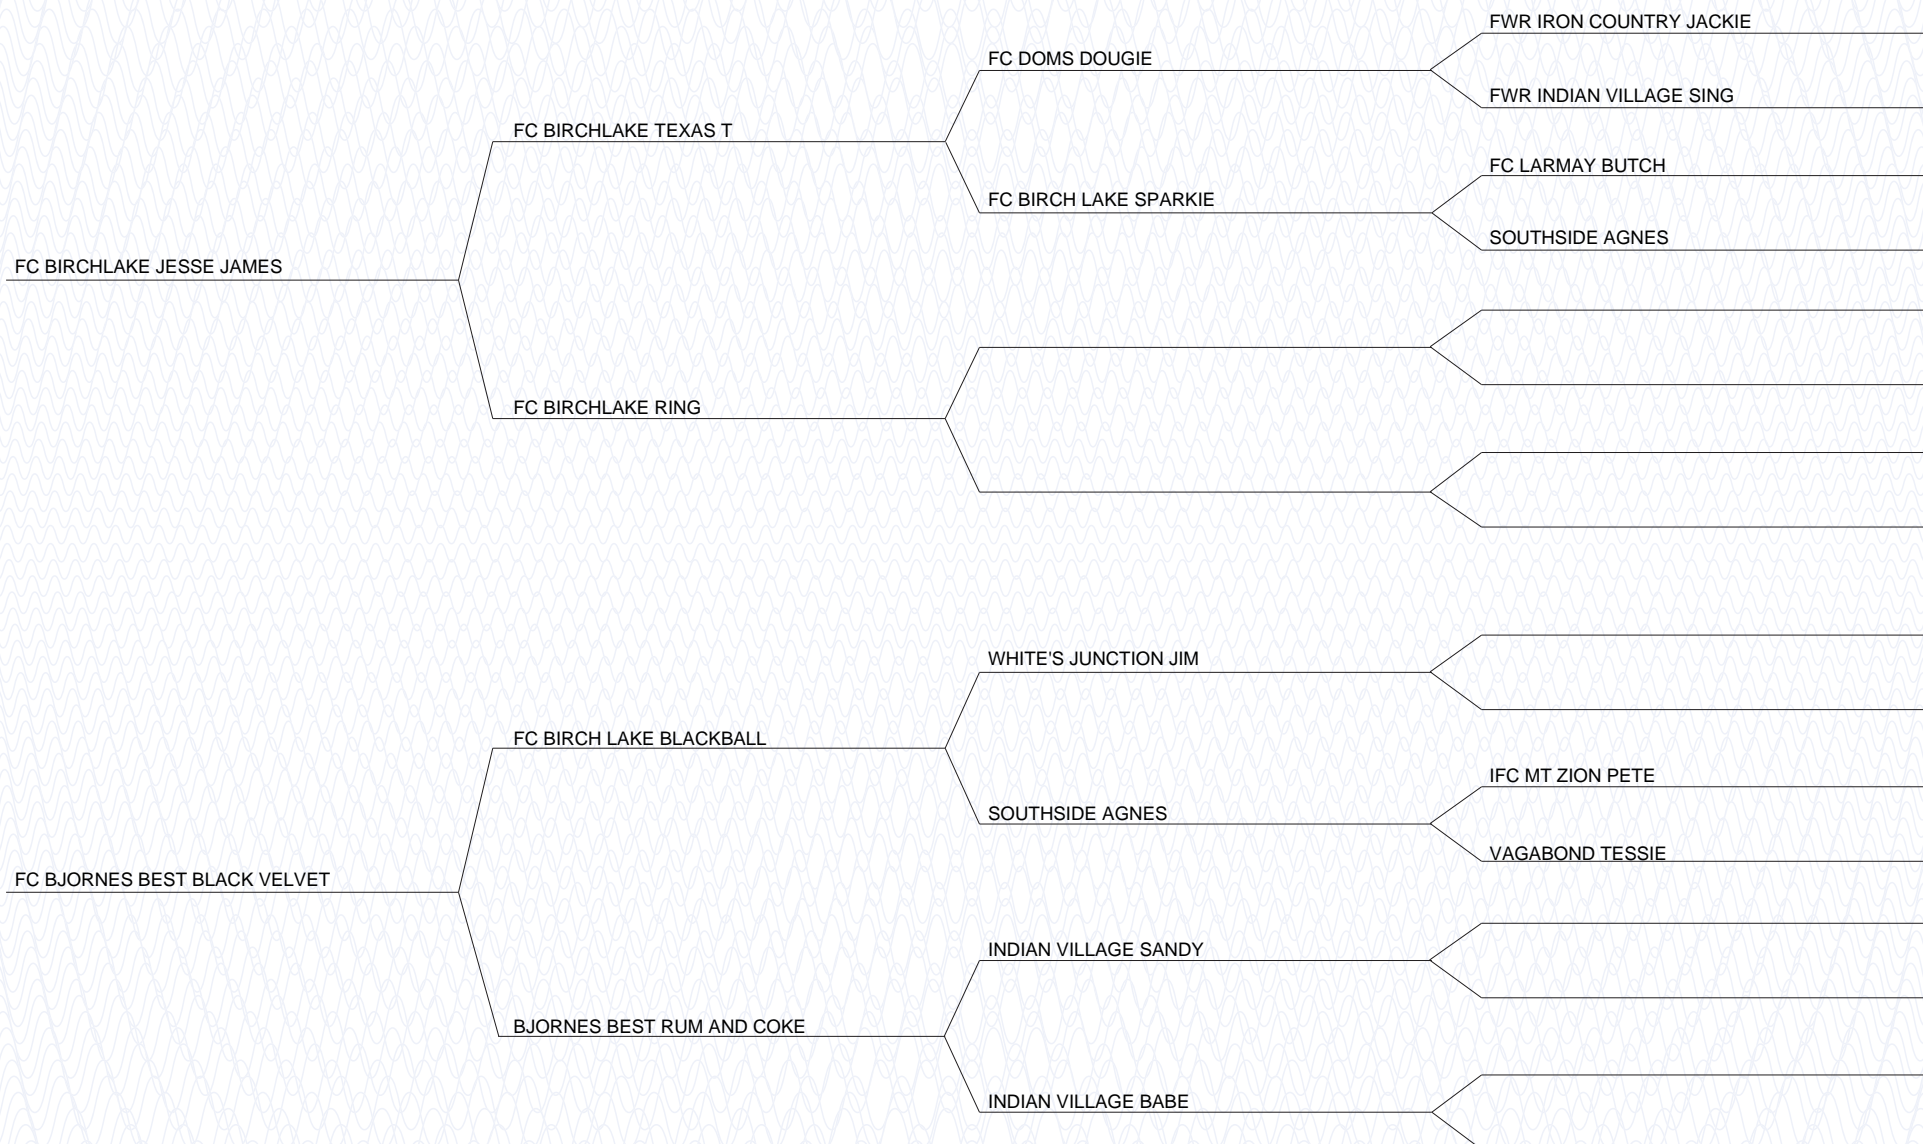 FWR IRON COUNTRY JACKIE
FC DOMS DOUGIE
FWR INDIAN VILLAGE SING
FC BIRCHLAKE TEXAS T
FC LARMAY BUTCH
FC BIRCH LAKE SPARKIE
SOUTHSIDE AGNES
FC BIRCHLAKE JESSE JAMES
FC BIRCHLAKE RING
WHITE'S JUNCTION JIM
FC BIRCH LAKE BLACKBALL
IFC MT ZION PETE
SOUTHSIDE AGNES
VAGABOND TESSIE
FC BJORNES BEST BLACK VELVET
INDIAN VILLAGE SANDY
BJORNES BEST RUM AND COKE
INDIAN VILLAGE BABE